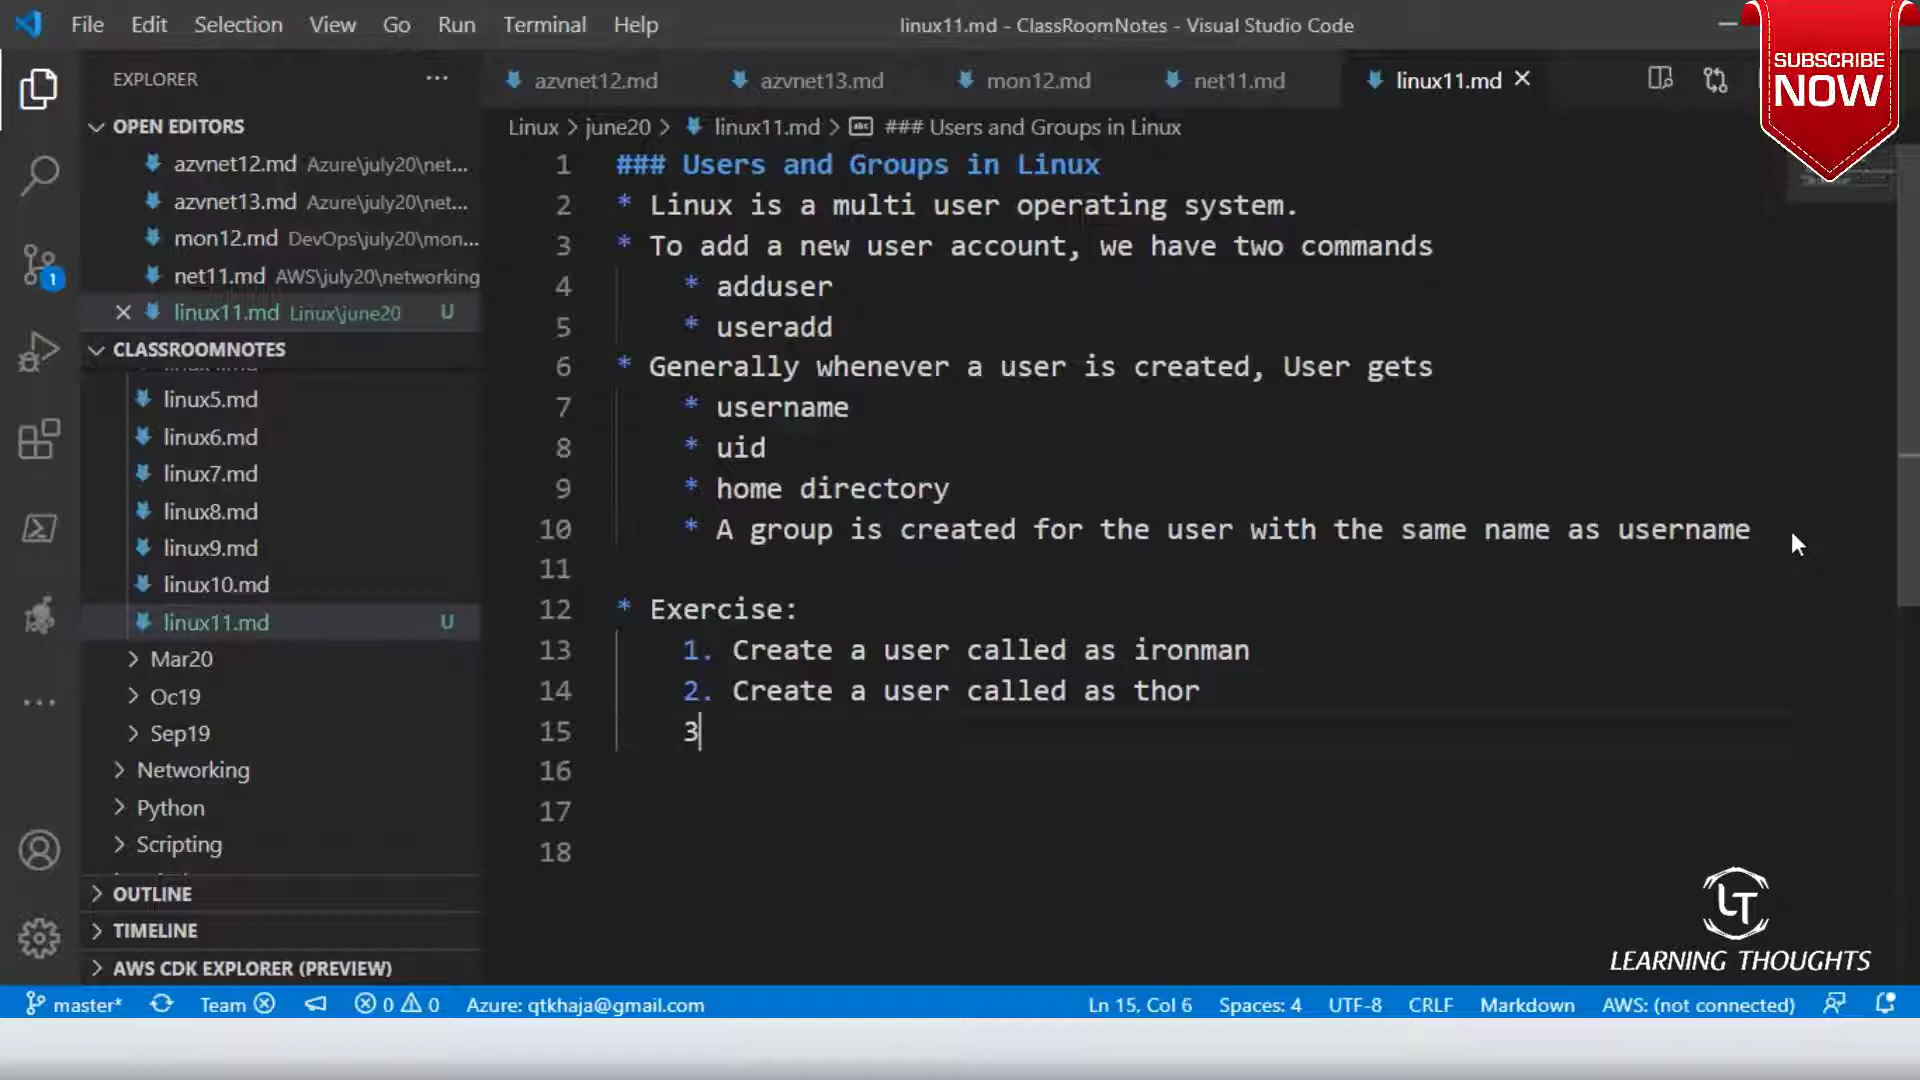 File Edit Selection View Go Run Terminal Help
linux11.md - ClassRoomNotes - Visual Studio Code
SUBSCRIBE
NOW
EXPLORER
azvnet12.md azvnet13.md mon12.md net11.md linux11.md
OPEN EDITORS
azvnet12.md Azure\july20\net...
azvnet13.md Azure\july20\net...
mon12.md DevOps\july20\mon...
net11.md AWS\july20\networking
linux11.md Linux\june20 U
CLASSROOMNOTES
linux5.md
linux6.md
linux7.md
linux8.md
linux9.md
linux10.md
linux11.md U
Mar20
Oc19
Sep19
Networking
Python
Scripting
OUTLINE
TIMELINE
AWS CDK EXPLORER (PREVIEW)
1
Linux > june20 > linux11.md > ### Users and Groups in Linux
1 ### Users and Groups in Linux
2 * Linux is a multi user operating system.
3 * To add a new user account, we have two commands
4 * adduser
5 * useradd
6 * Generally whenever a user is created, User gets
7 * username
8 * uid
9 * home directory
10 * A group is created for the user with the same name as username
11
12 * Exercise:
13 1. Create a user called as ironman
14 2. Create a user called as thor
15 3
16
17
18
LT
LEARNING THOUGHTS
master* Team 0 0 Azure: qtkhaja@gmail.com Ln 15, Col 6 Spaces: 4 UTF-8 CRLF Markdown AWS: (not connected)